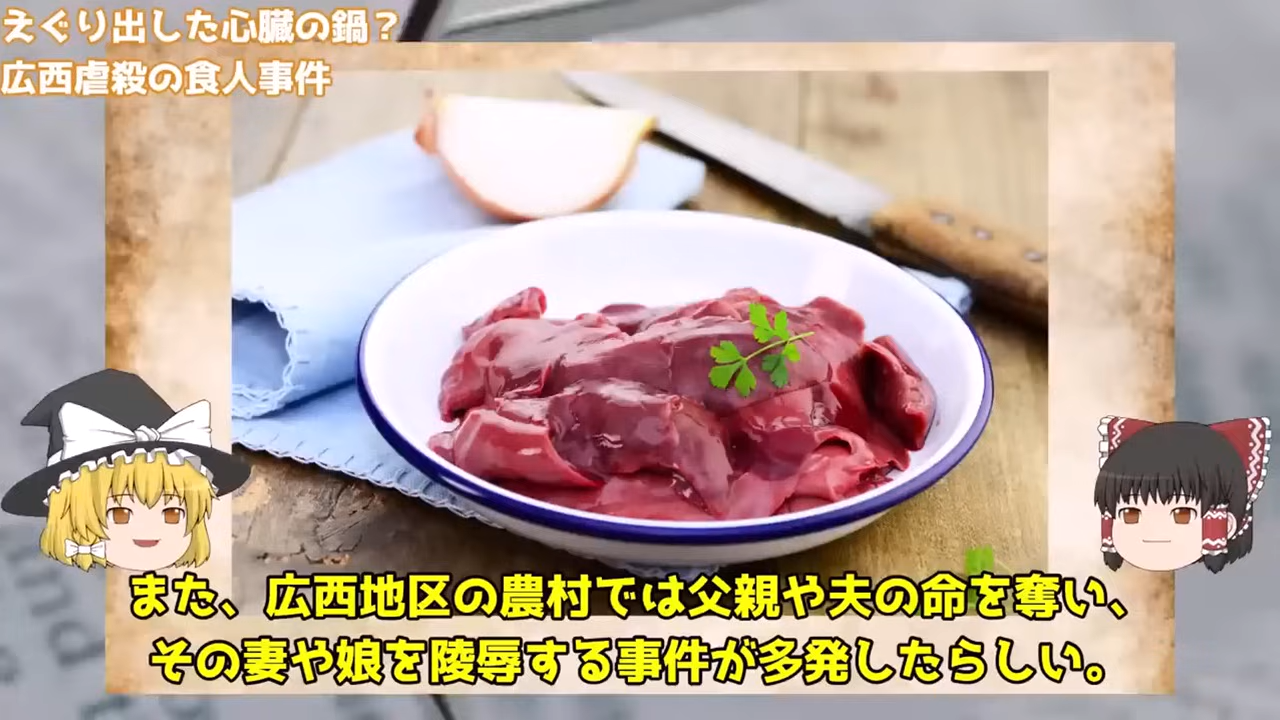 えぐり出した心臓の鍋？
広西虐殺の食人事件
また、広西地区の農村では父親や夫の命を奪い、
その妻や娘を陵辱する事件が多発したらしい。